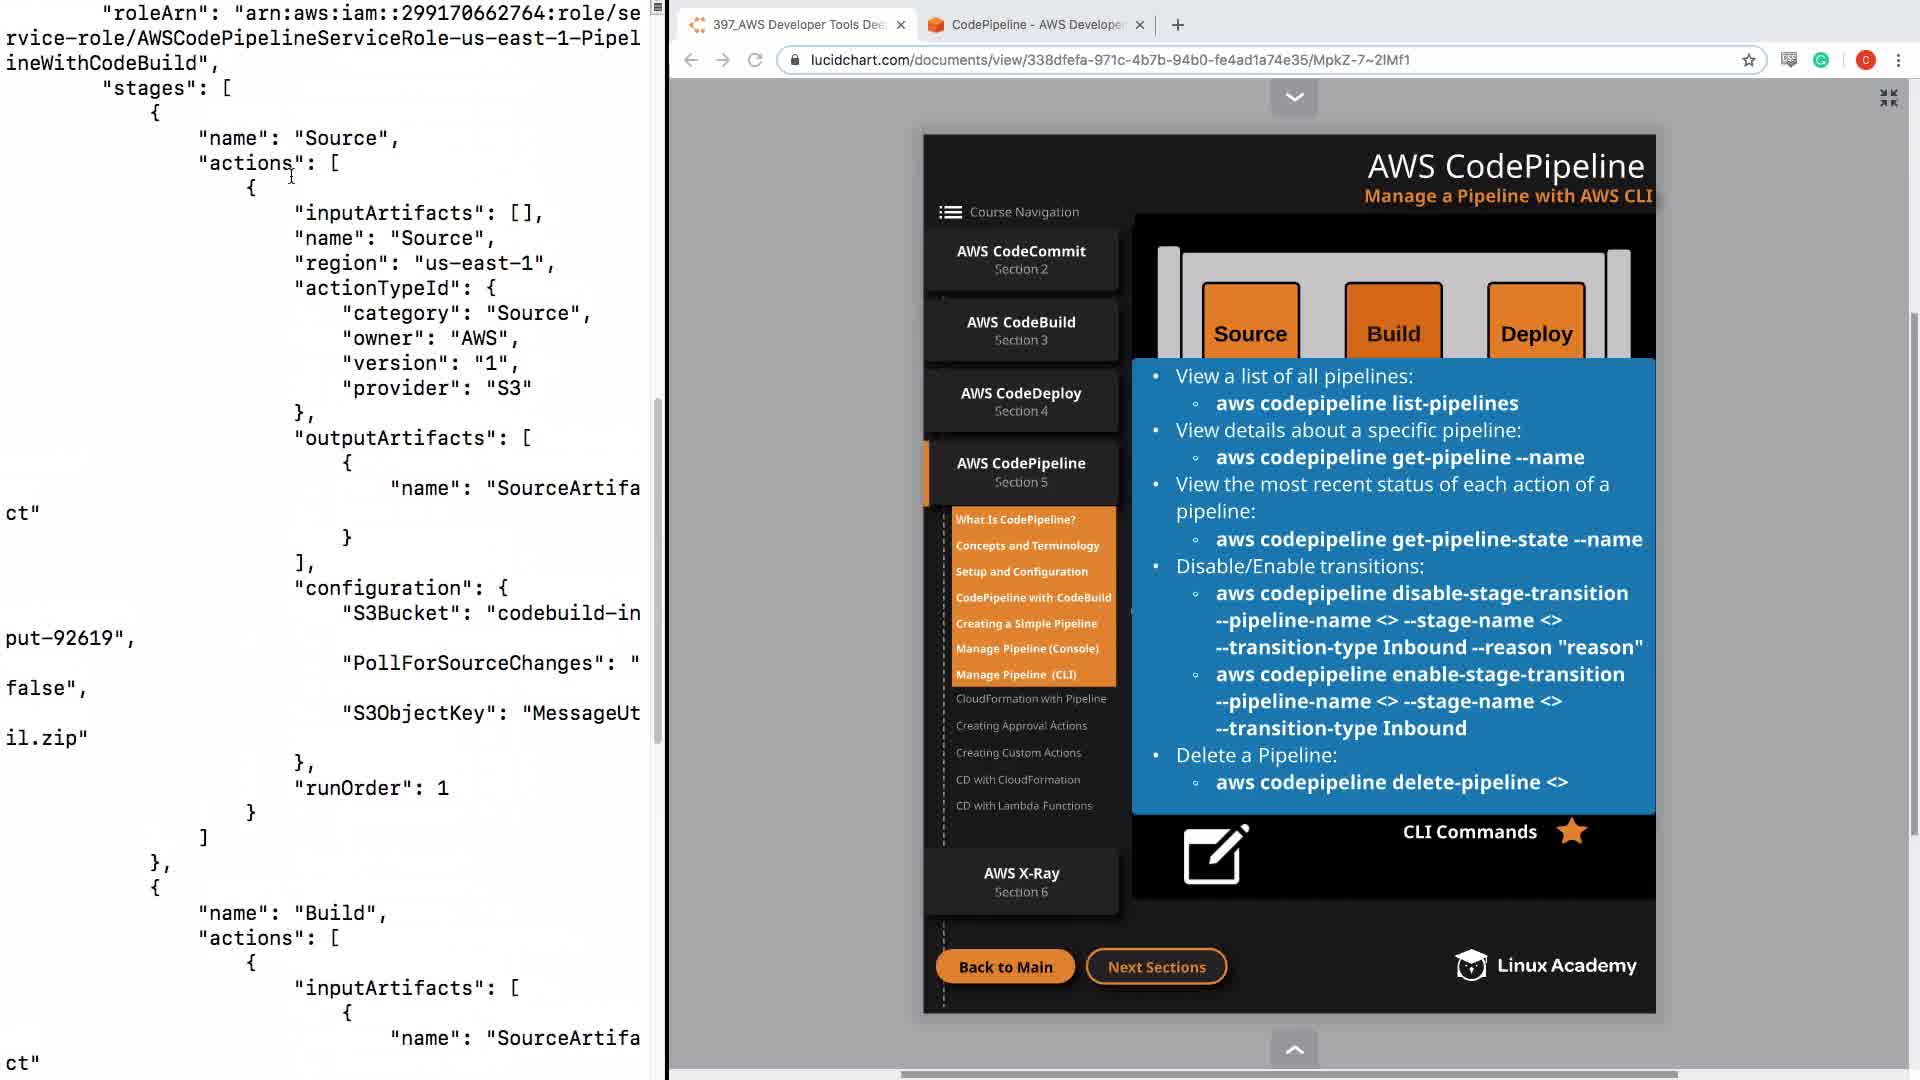 "roleArn": "arn:aws:iam::299170662764:role/se
rvice-role/AWSCodePipelineServiceRole-us-east-1-Pipel
ineWithCodeBuild",
"stages": [
{
"name": "Source",
"actions": [
{
"inputArtifacts": [],
"name": "Source",
"region": "us-east-1",
"actionTypeId": {
"category": "Source",
"owner": "AWS",
"version": "1",
"provider": "S3"
},
"outputArtifacts": [
{
"name": "SourceArtifa
ct"
}
],
"configuration": {
"S3Bucket": "codebuild-in
put-92619",
"PollForSourceChanges": "
false",
"S3ObjectKey": "MessageUt
il.zip"
},
"runOrder": 1
}
]
},
{
"name": "Build",
"actions": [
{
"inputArtifacts": [
{
"name": "SourceArtifa
ct"
397_AWS Developer Tools Dee
CodePipeline - AWS Developer
lucidchart.com/documents/view/338dfefa-971c-4b7b-94b0-fe4ad1a74e35/MpkZ-7~2IMf1
C
AWS CodePipeline
Manage a Pipeline with AWS CLI
Course Navigation
AWS CodeCommit
Section 2
AWS CodeBuild
Section 3
AWS CodeDeploy
Section 4
AWS CodePipeline
Section 5
What Is CodePipeline?
Concepts and Terminology
Setup and Configuration
CodePipeline with CodeBuild
Creating a Simple Pipeline
Manage Pipeline (Console)
Manage Pipeline (CLI)
CloudFormation with Pipeline
Creating Approval Actions
Creating Custom Actions
CD with CloudFormation
CD with Lambda Functions
AWS X-Ray
Section 6
Back to Main
Next Sections
Source
Build
Deploy
• View a list of all pipelines:
◦ aws codepipeline list-pipelines
• View details about a specific pipeline:
◦ aws codepipeline get-pipeline --name
• View the most recent status of each action of a
pipeline:
◦ aws codepipeline get-pipeline-state --name
• Disable/Enable transitions:
◦ aws codepipeline disable-stage-transition
--pipeline-name <> --stage-name <>
--transition-type Inbound --reason "reason"
◦ aws codepipeline enable-stage-transition
--pipeline-name <> --stage-name <>
--transition-type Inbound
• Delete a Pipeline:
◦ aws codepipeline delete-pipeline <>
CLI Commands
Linux Academy